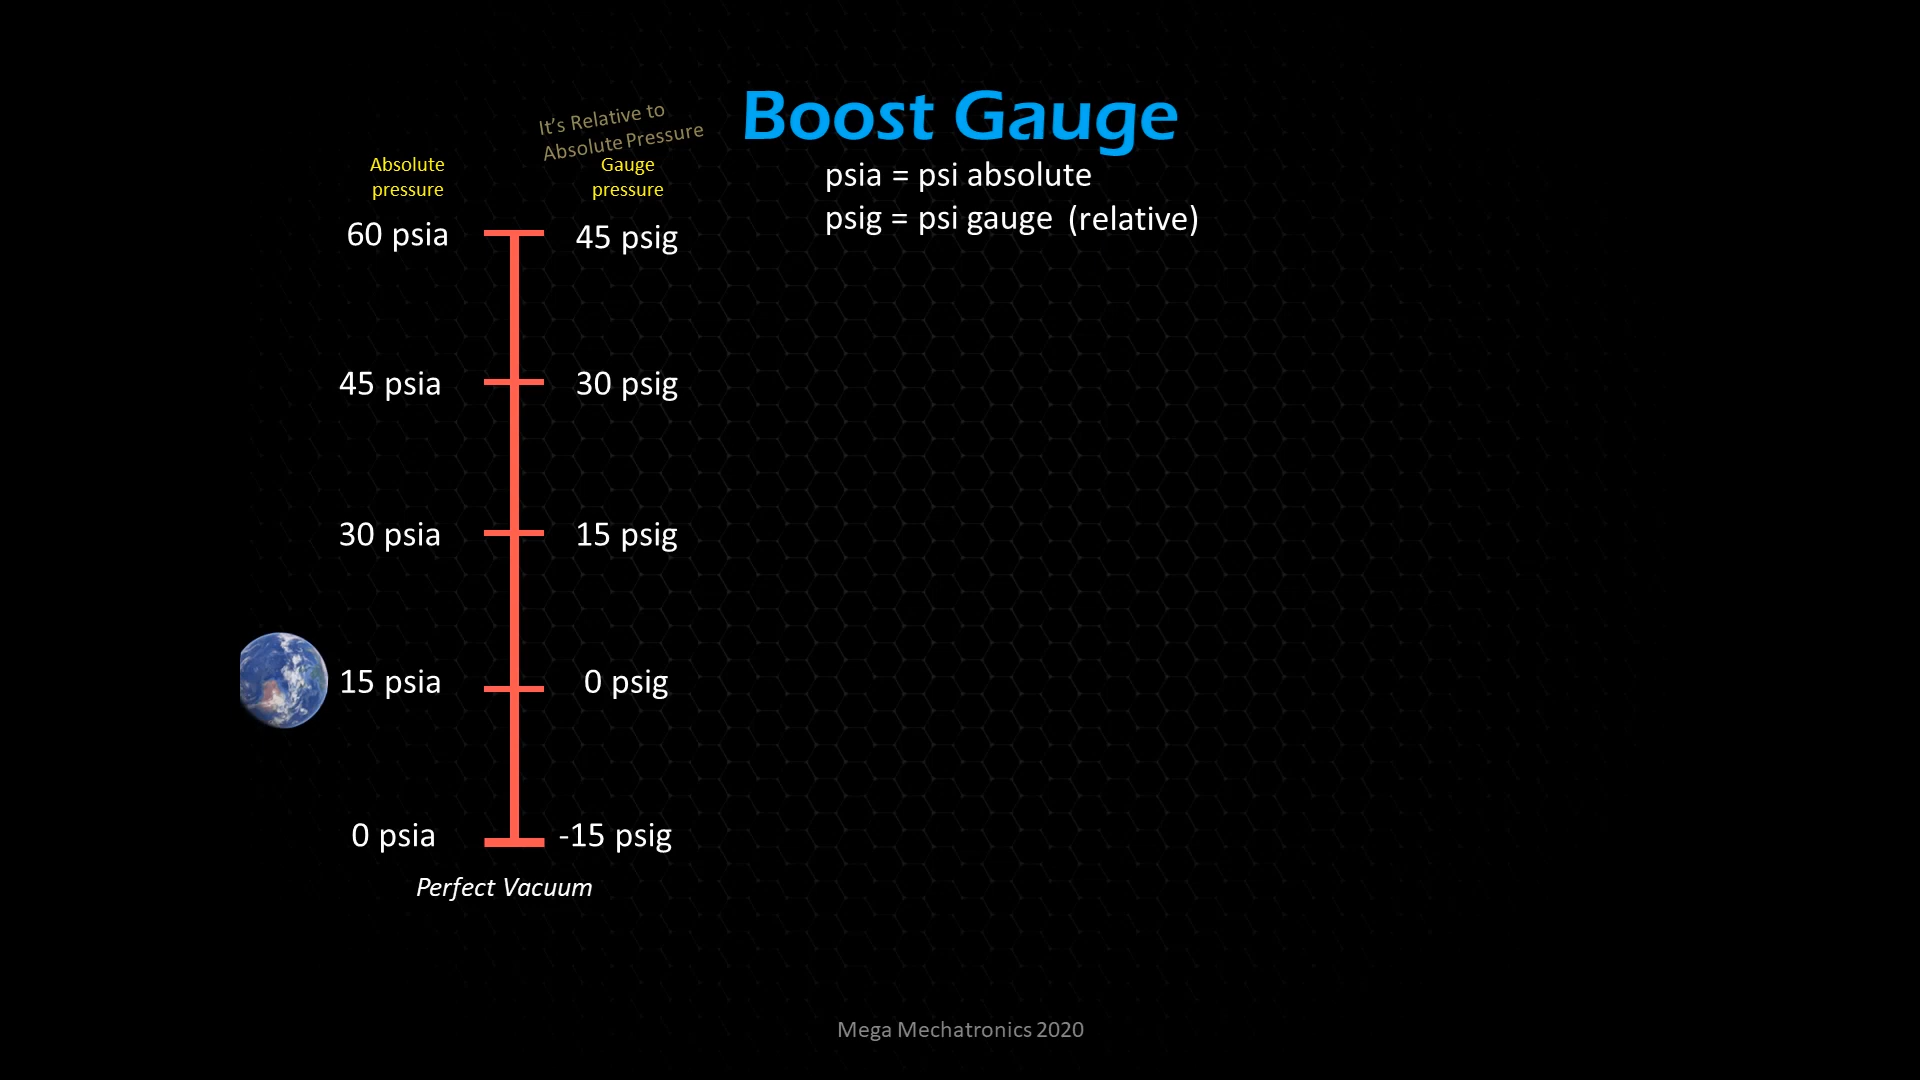 Boost Gauge
psia = psi absolute
psig = psi gauge (relative)
It's Relative to
Absolute Pressure
Absolute
pressure
Gauge
pressure
60 psia 45 psig
45 psia 30 psig
30 psia 15 psig
15 psia 0 psig
0 psia -15 psig
Perfect Vacuum
Mega Mechatronics 2020